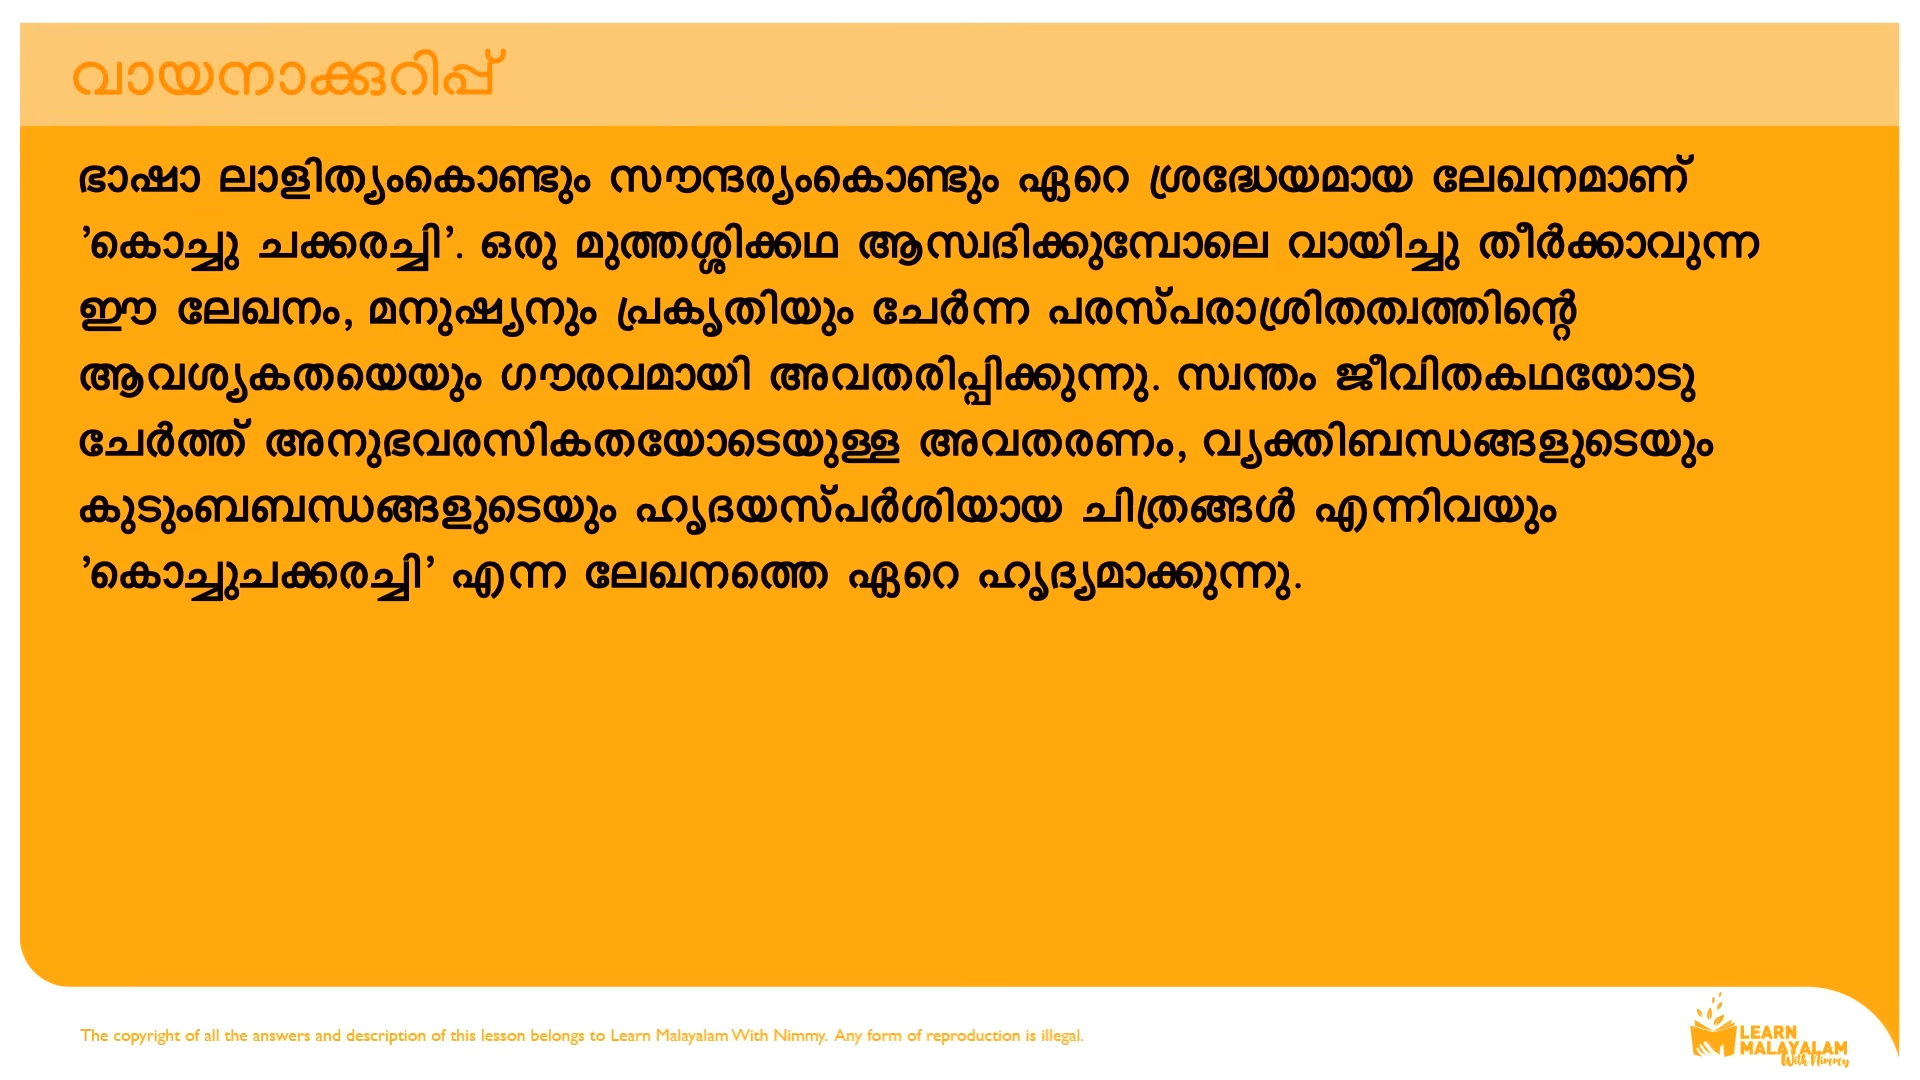 വായനാക്കുറിപ്പ്
ഭാഷാ ലാളിത്യംകൊണ്ടും സൗന്ദര്യംകൊണ്ടും ഏറെ ശ്രദ്ധേയമായ ലേഖനമാണ്
'കൊച്ചു ചക്കരച്ചി'. ഒരു മുത്തശ്ശിക്കഥ ആസ്വദിക്കുമ്പോലെ വായിച്ചു തീർക്കാവുന്ന
ഈ ലേഖനം, മനുഷ്യനും പ്രകൃതിയും ചേർന്ന പരസ്പരാശ്രിതത്വത്തിന്റെ
ആവശ്യകതയെയും ഗൗരവമായി അവതരിപ്പിക്കുന്നു. സ്വന്തം ജീവിതകഥയോടു
ചേർത്ത് അനുഭവരസികതയോടെയുള്ള അവതരണം, വ്യക്തിബന്ധങ്ങളുടെയും
കുടുംബബന്ധങ്ങളുടെയും ഹൃദയസ്പർശിയായ ചിത്രങ്ങൾ എന്നിവയും
'കൊച്ചുചക്കരച്ചി' എന്ന ലേഖനത്തെ ഏറെ ഹൃദ്യമാക്കുന്നു.
The copyright of all the answers and description of this lesson belongs to Learn Malayalam With Nimmy. Any form of reproduction is illegal.
LEARN
MALAYALAM
With Nimmy